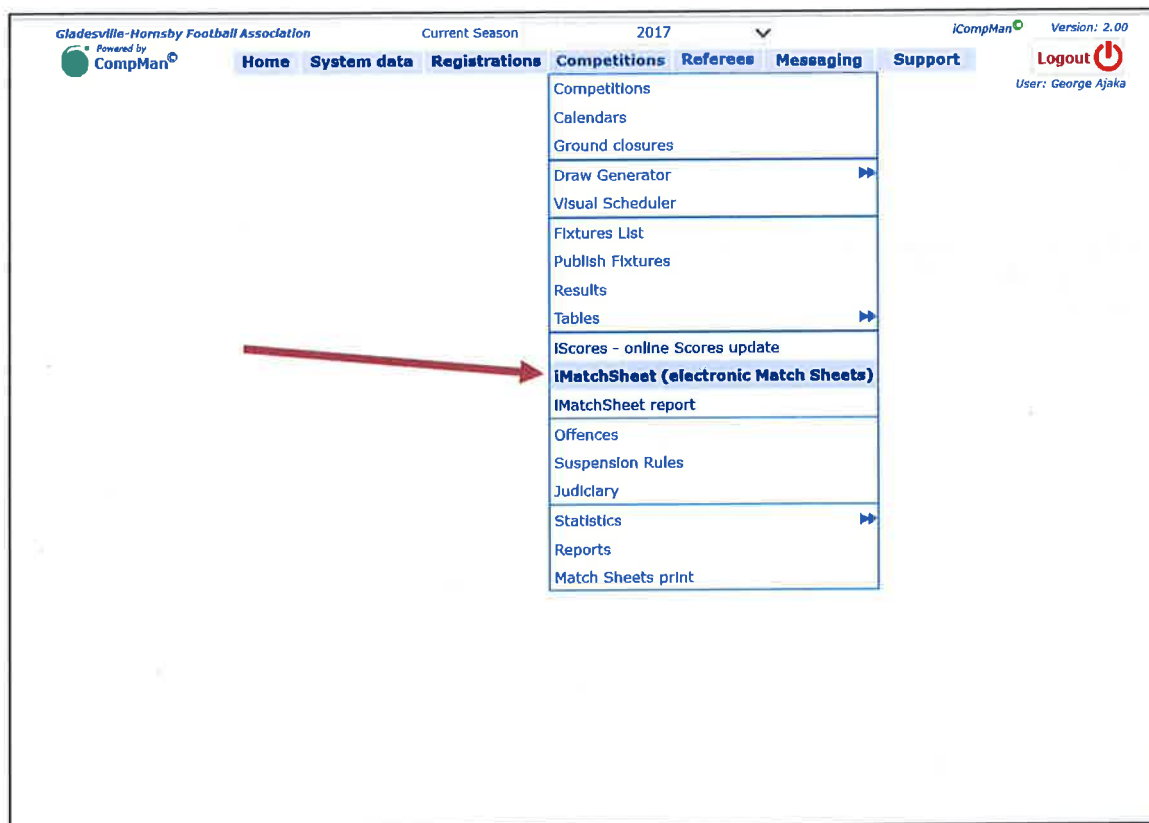 Gladesville-Hornsby Football Association Current Season 2017 iCompMan© Version: 2.00
Powered by
CompMan©
Home System data Registrations Competitions Referees Messaging Support Logout
User: George Ajaka
Competitions
Calendars
Ground closures
Draw Generator
Visual Scheduler
Fixtures List
Publish Fixtures
Results
Tables
iScores - online Scores update
iMatchSheet (electronic Match Sheets)
iMatchSheet report
Offences
Suspension Rules
Judiciary
Statistics
Reports
Match Sheets print